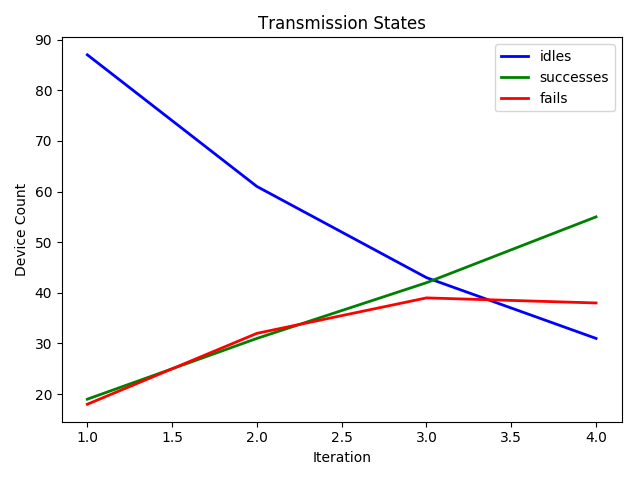 Transmission States
90
80
70
60
50
40
30
20
Device Count
idles
successes
fails
1.0 1.5 2.0 2.5 3.0 3.5 4.0
Iteration